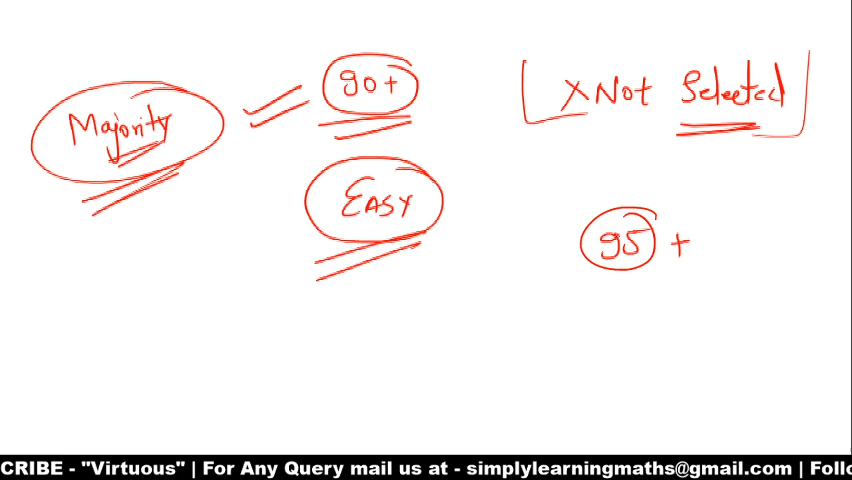 Majority
90+
EASY
x Not Selected
95 +
CRIBE - "Virtuous" | For Any Query mail us at - simplylearningmaths@gmail.com | Follo